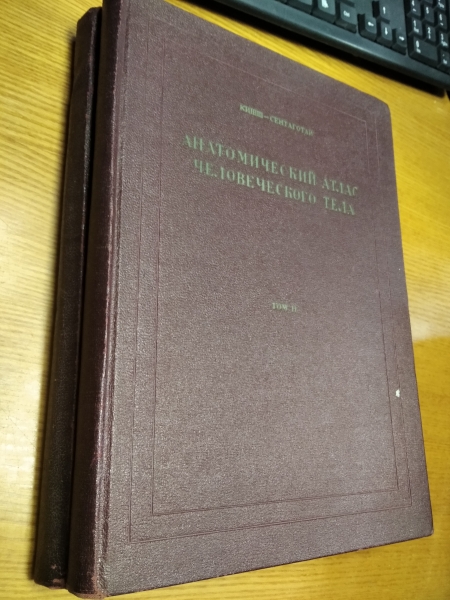 КИШШ — СЕНТАГОТАИ
АНАТОМИЧЕСКИЙ АТЛАС
ЧЕЛОВЕЧЕСКОГО ТЕЛА
ТОМ II